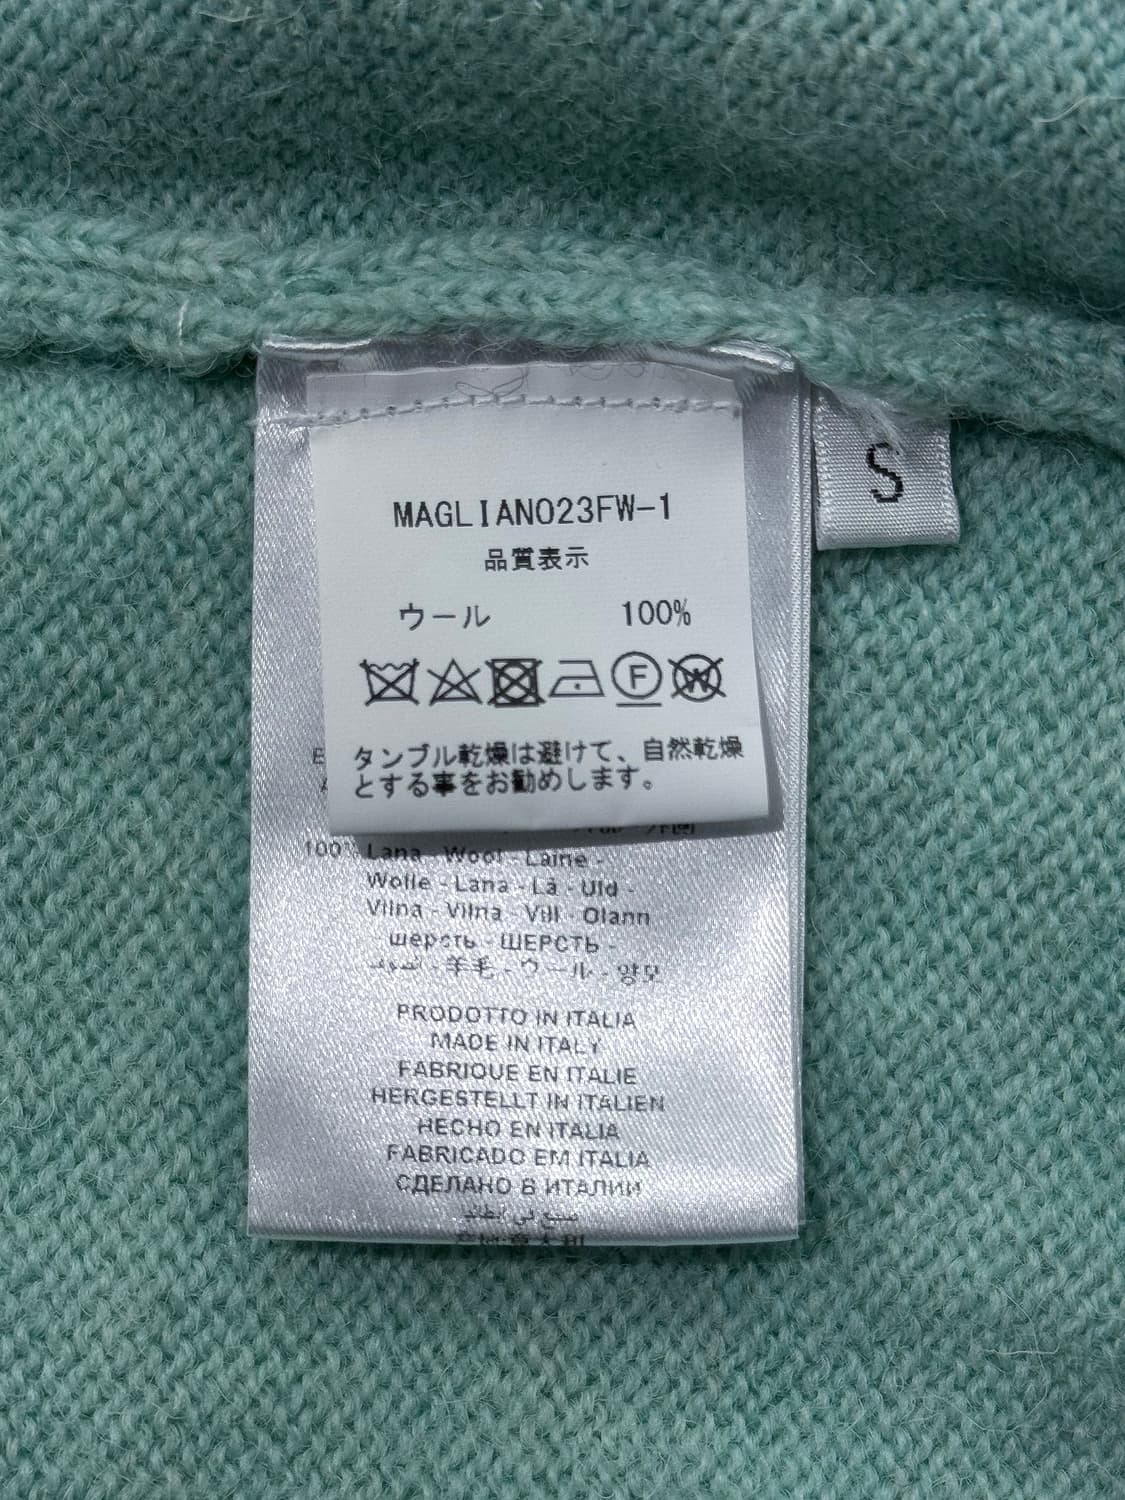 MAGLIANO23FW-1
S
品質表示
ウール 100%
F
W
タンブル乾燥は避けて、自然乾燥
とする事をお勧めします。
100% Lana - Wool - Laine -
Wolle - Lana - Lã - Uld -
Vilna - Vilna - Vill - Olann
- шерсть - ШЕРСТЬ -
الصوف - 羊毛 - ウール - 양모
PRODOTTO IN ITALIA
MADE IN ITALY
FABRIQUE EN ITALIE
HERGESTELLT IN ITALIEN
HECHO EN ITALIA
FABRICADO EM ITALIA
СДЕЛАНО В ИТАЛИИ
صنع في إيطاليا